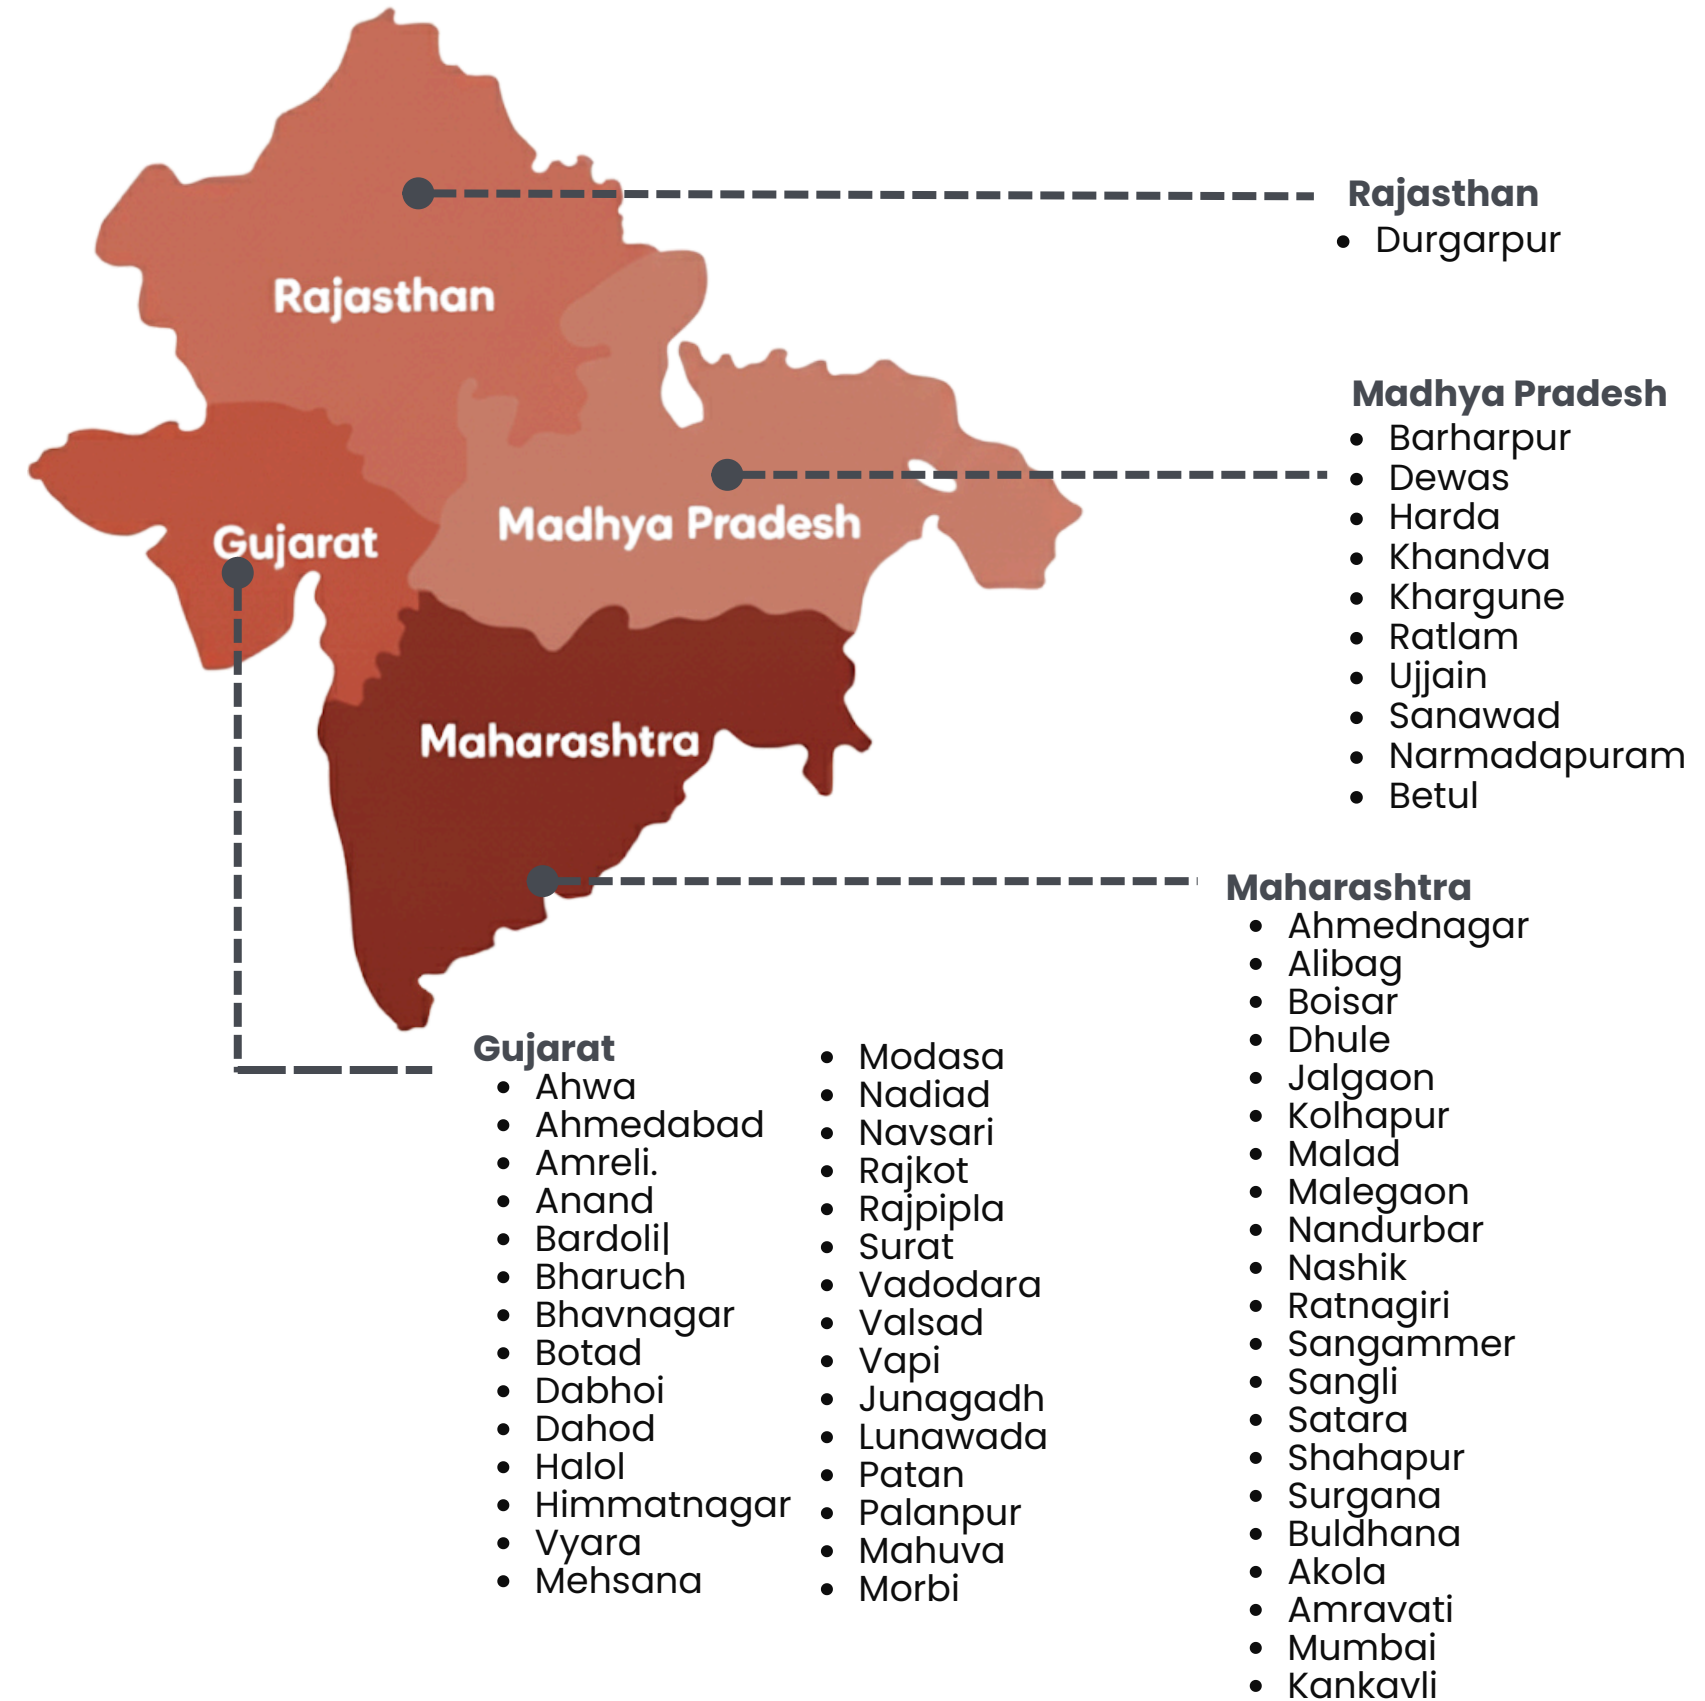 Rajasthan
Madhya Pradesh
Gujarat
Maharashtra
Rajasthan
• Durgarpur
Madhya Pradesh
• Barharpur
• Dewas
• Harda
• Khandva
• Khargune
• Ratlam
• Ujjain
• Sanawad
• Narmadapuram
• Betul
Maharashtra
• Ahmednagar
• Alibag
• Boisar
• Dhule
• Jalgaon
• Kolhapur
• Malad
• Malegaon
• Nandurbar
• Nashik
• Ratnagiri
• Sangammer
• Sangli
• Satara
• Shahapur
• Surgana
• Buldhana
• Akola
• Amravati
• Mumbai
• Kankavli
Gujarat
• Ahwa
• Ahmedabad
• Amreli.
• Anand
• Bardoli|
• Bharuch
• Bhavnagar
• Botad
• Dabhoi
• Dahod
• Halol
• Himmatnagar
• Vyara
• Mehsana
• Modasa
• Nadiad
• Navsari
• Rajkot
• Rajpipla
• Surat
• Vadodara
• Valsad
• Vapi
• Junagadh
• Lunawada
• Patan
• Palanpur
• Mahuva
• Morbi